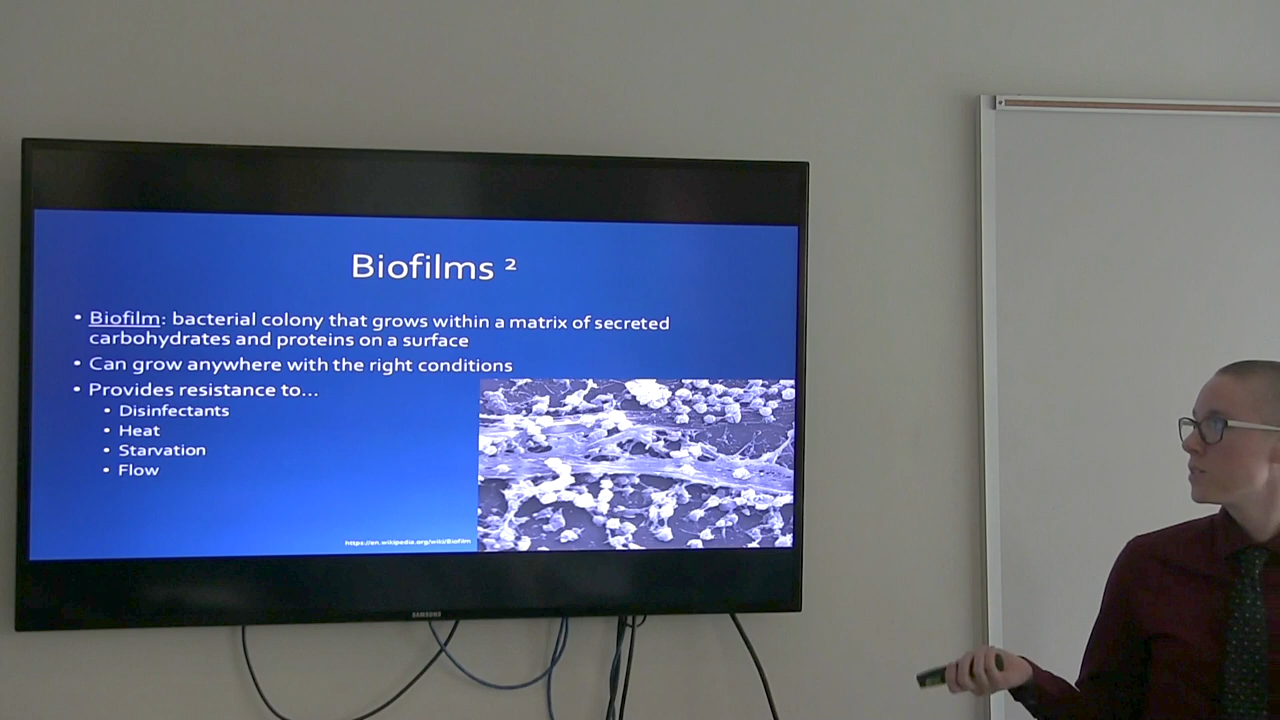 Biofilms ²
• Biofilm: bacterial colony that grows within a matrix of secreted
carbohydrates and proteins on a surface
• Can grow anywhere with the right conditions
• Provides resistance to...
• Disinfectants
• Heat
• Starvation
• Flow
https://en.wikipedia.org/wiki/Biofilm
SAMSUNG